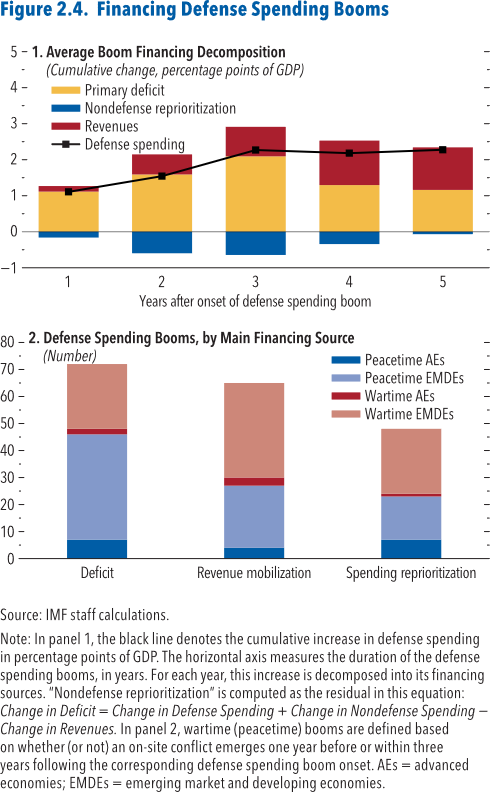 Figure 2.4. Financing Defense Spending Booms
1. Average Boom Financing Decomposition
(Cumulative change, percentage points of GDP)
Primary deficit
Nondefense reprioritization
Revenues
Defense spending
5
4
3
2
1
0
−1
1 2 3 4 5
Years after onset of defense spending boom
2. Defense Spending Booms, by Main Financing Source
(Number)
Peacetime AEs
Peacetime EMDEs
Wartime AEs
Wartime EMDEs
80
70
60
50
40
30
20
10
0
Deficit Revenue mobilization Spending reprioritization
Source: IMF staff calculations.
Note: In panel 1, the black line denotes the cumulative increase in defense spending
in percentage points of GDP. The horizontal axis measures the duration of the defense
spending booms, in years. For each year, this increase is decomposed into its financing
sources. “Nondefense reprioritization” is computed as the residual in this equation:
Change in Deficit = Change in Defense Spending + Change in Nondefense Spending −
Change in Revenues. In panel 2, wartime (peacetime) booms are defined based
on whether (or not) an on-site conflict emerges one year before or within three
years following the corresponding defense spending boom onset. AEs = advanced
economies; EMDEs = emerging market and developing economies.